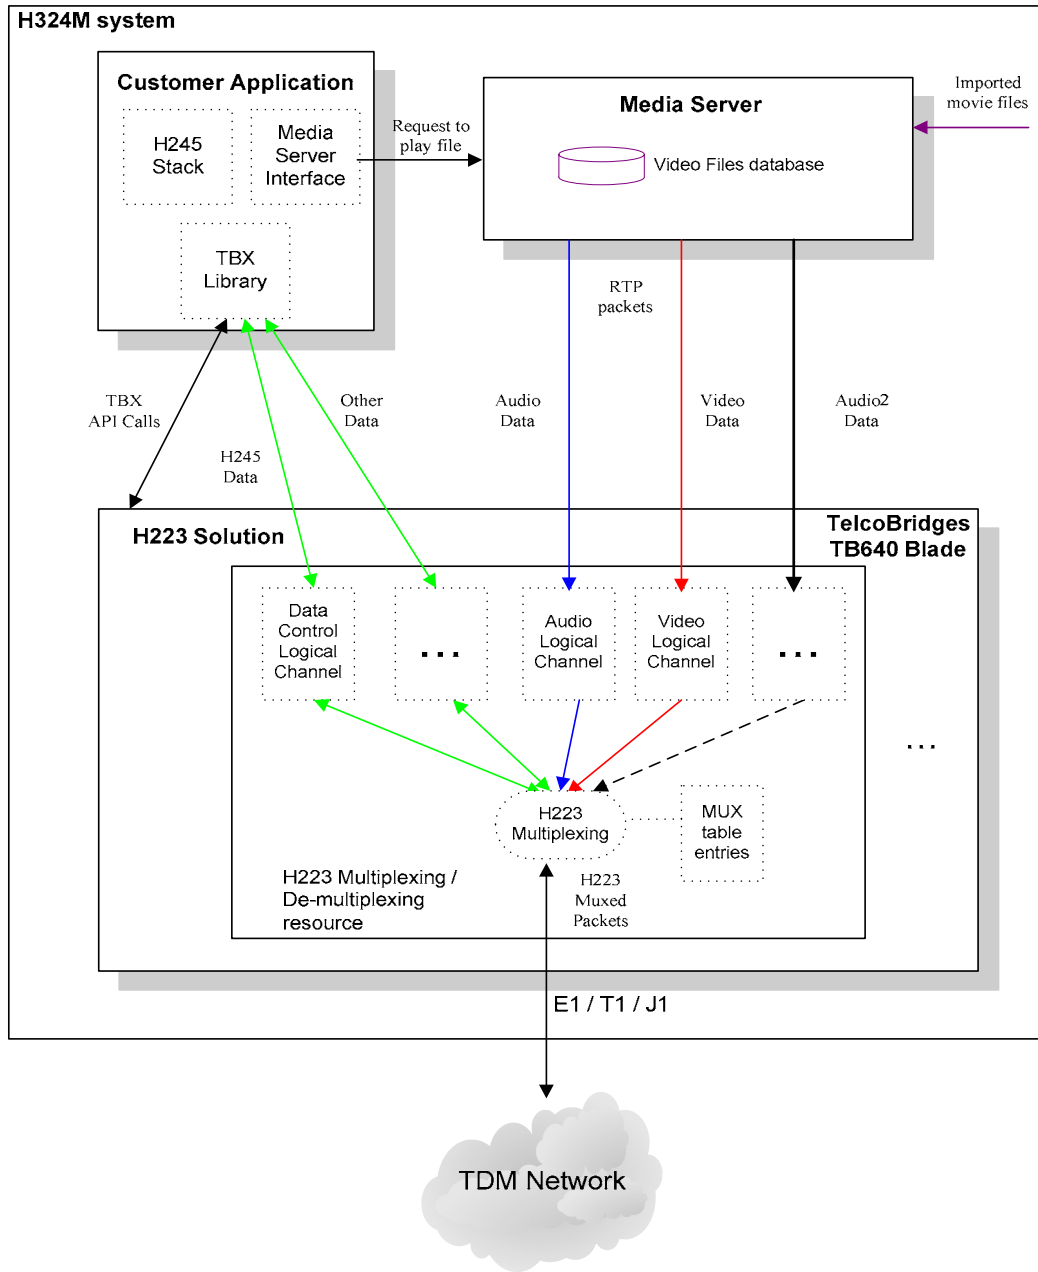 H324M system
Customer Application
H245
Stack
Media
Server
Interface
TBX
Library
Request to
play file
Media Server
Video Files database
Imported
movie files
RTP
packets
TBX
API Calls
H245
Data
Other
Data
Audio
Data
Video
Data
Audio2
Data
H223 Solution
TelcoBridges
TB640 Blade
Data
Control
Logical
Channel
...
Audio
Logical
Channel
Video
Logical
Channel
...
...
H223
Multiplexing
MUX
table
entries
H223 Multiplexing /
De-multiplexing
resource
H223
Muxed
Packets
E1 / T1 / J1
TDM Network